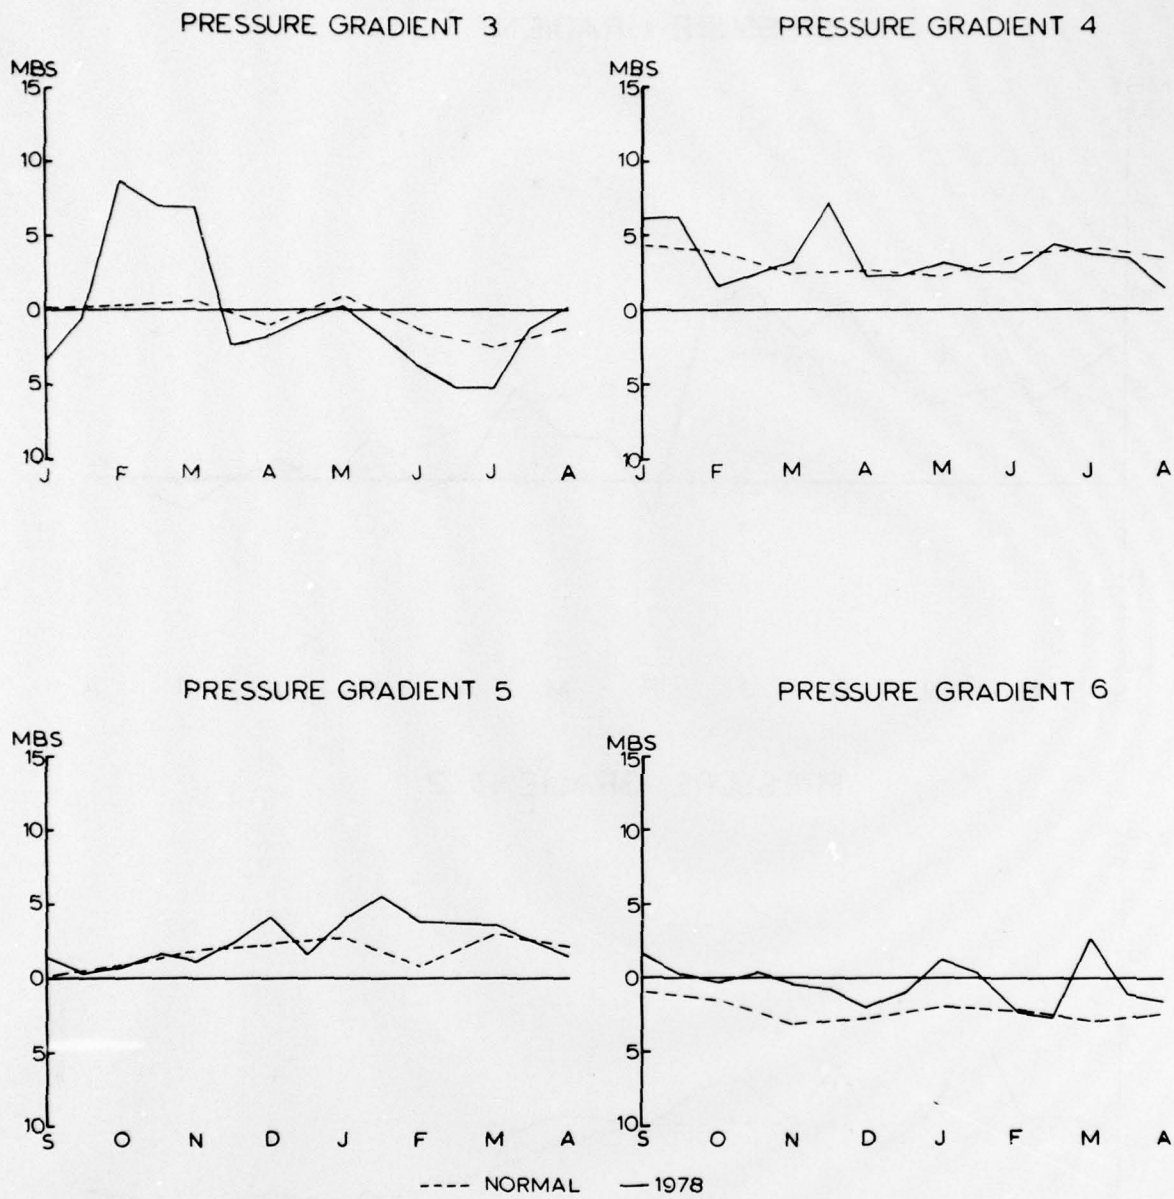 PRESSURE GRADIENT 3
MBS
15
10
5
0
5
10
J F M A M J J A
PRESSURE GRADIENT 4
MBS
15
10
5
0
5
10
J F M A M J J A
PRESSURE GRADIENT 5
MBS
15
10
5
0
5
10
S O N D J F M A
PRESSURE GRADIENT 6
MBS
15
10
5
0
5
10
S O N D J F M A
---- NORMAL — 1978